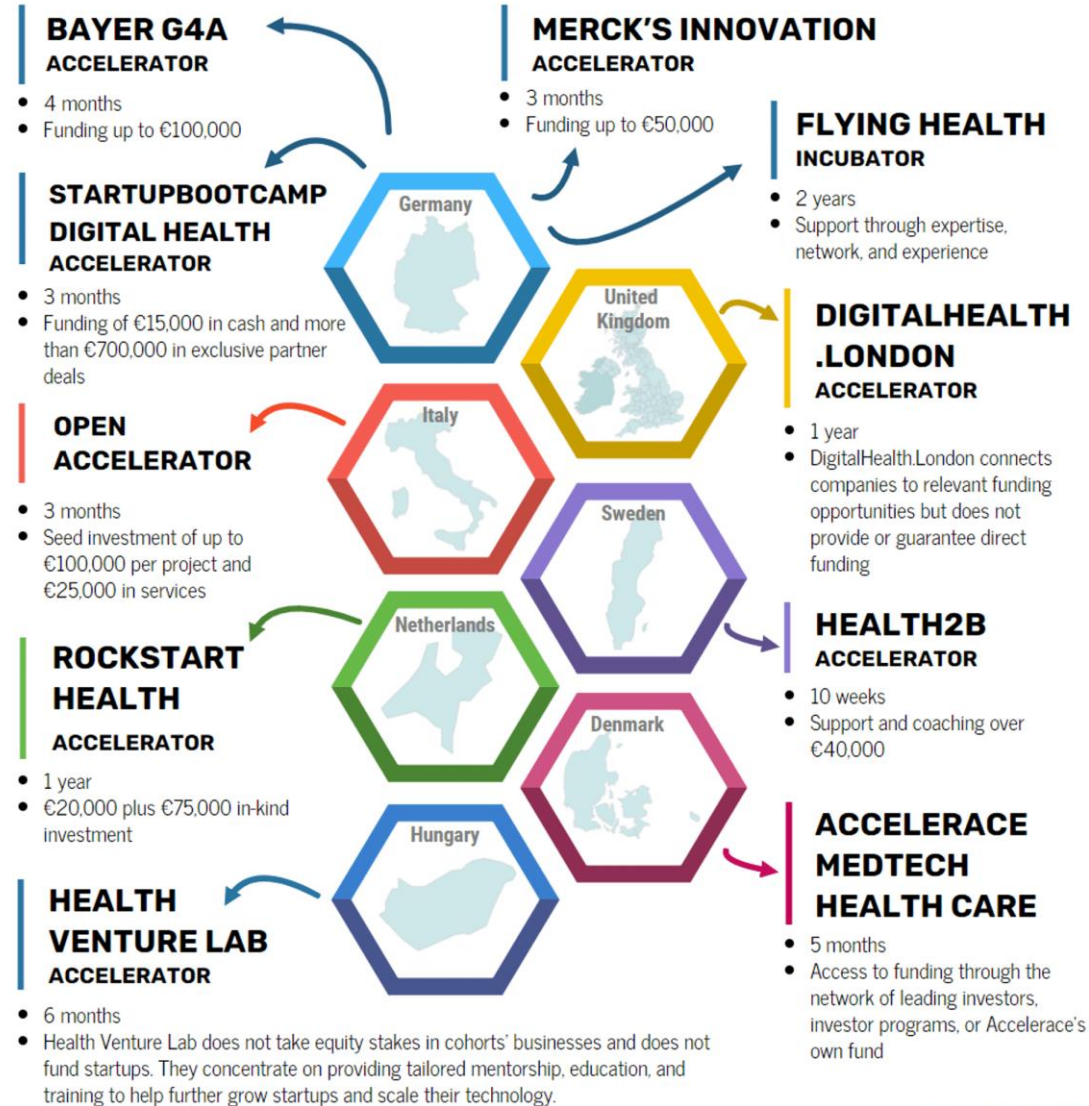 BAYER G4A
ACCELERATOR
• 4 months
• Funding up to €100,000
MERCK'S INNOVATION
ACCELERATOR
• 3 months
• Funding up to €50,000
FLYING HEALTH
INCUBATOR
• 2 years
• Support through expertise,
network, and experience
STARTUPBOOTCAMP
DIGITAL HEALTH
ACCELERATOR
• 3 months
• Funding of €15,000 in cash and more
than €700,000 in exclusive partner
deals
Germany
United
Kingdom
DIGITALHEALTH
.LONDON
ACCELERATOR
• 1 year
• DigitalHealth.London connects
companies to relevant funding
opportunities but does not
provide or guarantee direct
funding
OPEN
ACCELERATOR
• 3 months
• Seed investment of up to
€100,000 per project and
€25,000 in services
Italy
Sweden
HEALTH2B
ACCELERATOR
• 10 weeks
• Support and coaching over
€40,000
ROCKSTART
HEALTH
ACCELERATOR
• 1 year
• €20,000 plus €75,000 in-kind
investment
Netherlands
Denmark
ACCELERACE
MEDTECH
HEALTH CARE
• 5 months
• Access to funding through the
network of leading investors,
investor programs, or Accelerace's
own fund
Hungary
HEALTH
VENTURE LAB
ACCELERATOR
• 6 months
• Health Venture Lab does not take equity stakes in cohorts' businesses and does not
fund startups. They concentrate on providing tailored mentorship, education, and
training to help further grow startups and scale their technology.